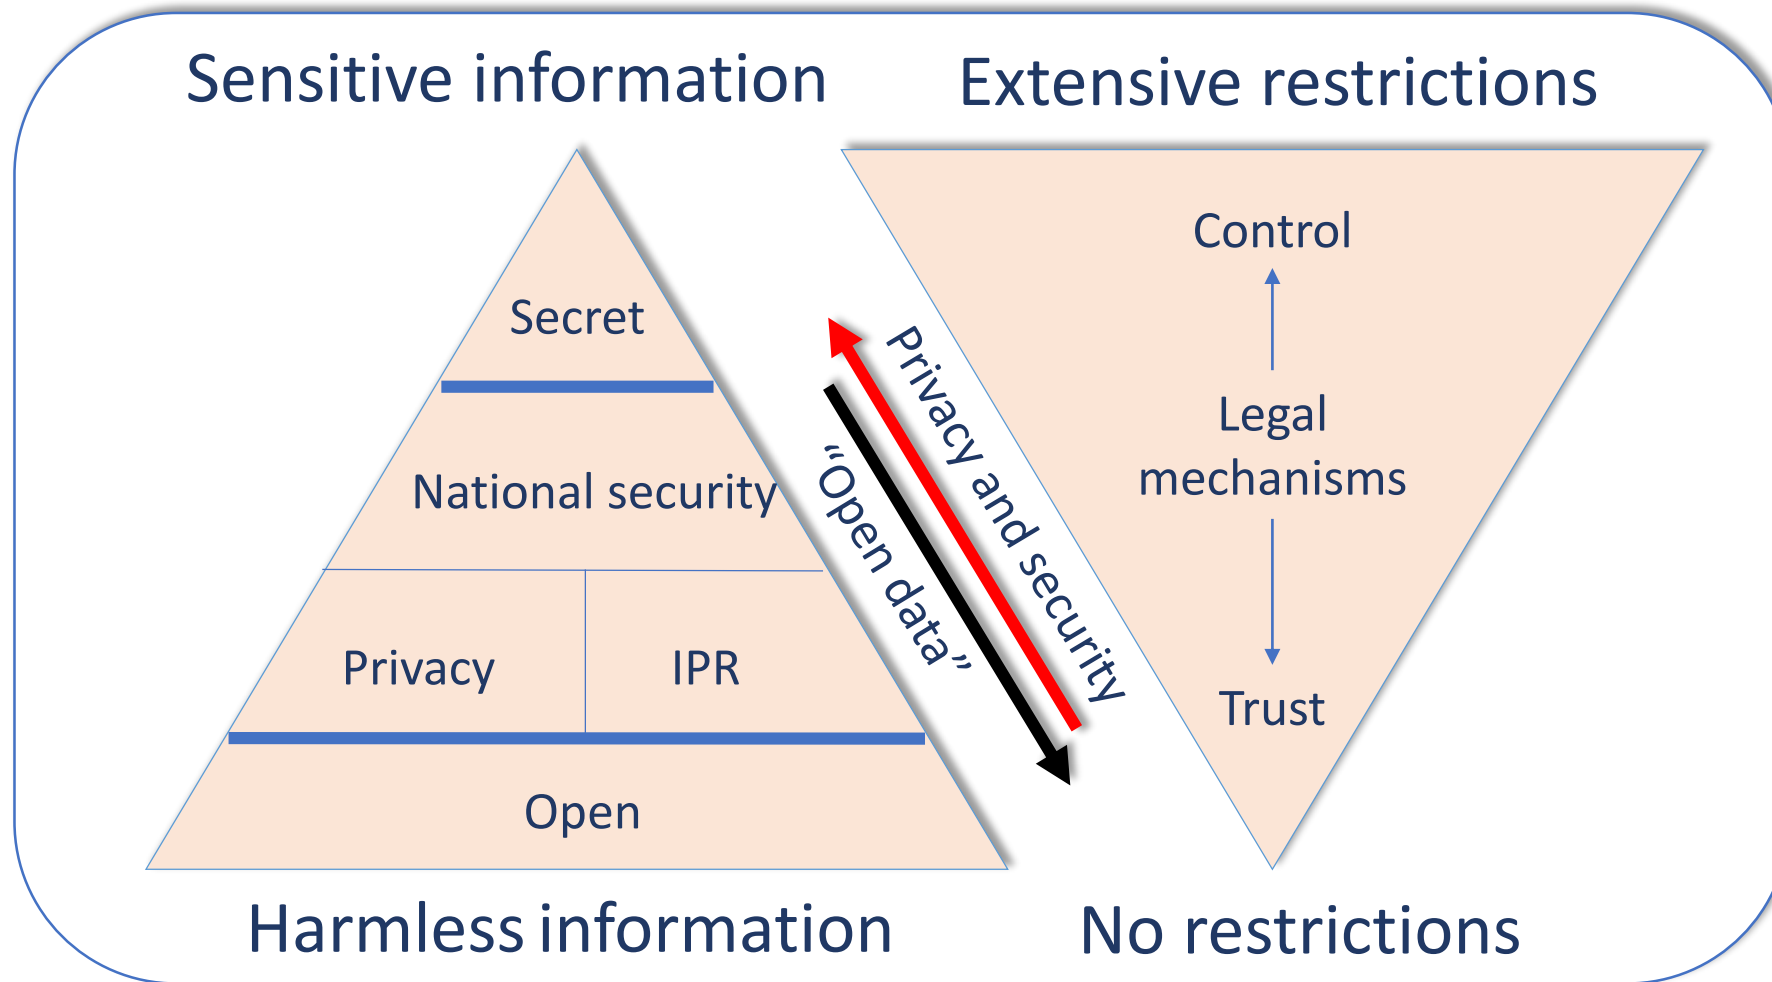 Sensitive information
Extensive restrictions
Secret
National security
Privacy
IPR
Open
Harmless information
"Open data"
Privacy and security
Control
Legal
mechanisms
Trust
No restrictions